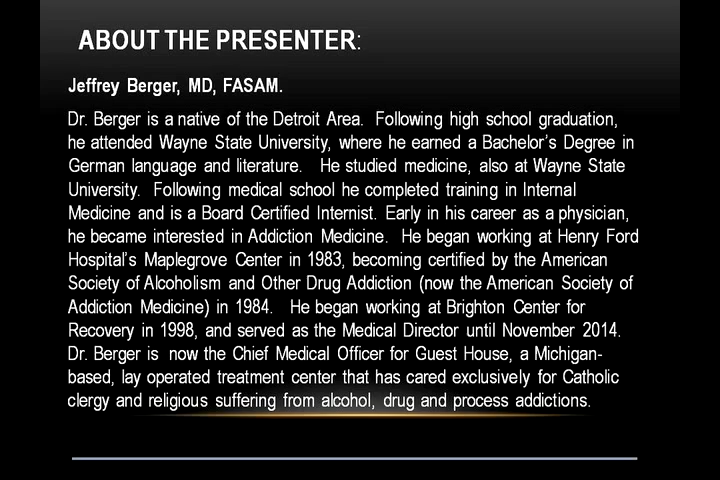 ABOUT THE PRESENTER:
Jeffrey Berger, MD, FASAM.
Dr. Berger is a native of the Detroit Area. Following high school graduation,
he attended Wayne State University, where he earned a Bachelor's Degree in
German language and literature. He studied medicine, also at Wayne State
University. Following medical school he completed training in Internal
Medicine and is a Board Certified Internist. Early in his career as a physician,
he became interested in Addiction Medicine. He began working at Henry Ford
Hospital's Maplegrove Center in 1983, becoming certified by the American
Society of Alcoholism and Other Drug Addiction (now the American Society of
Addiction Medicine) in 1984. He began working at Brighton Center for
Recovery in 1998, and served as the Medical Director until November 2014.
Dr. Berger is now the Chief Medical Officer for Guest House, a Michigan-
based, lay operated treatment center that has cared exclusively for Catholic
clergy and religious suffering from alcohol, drug and process addictions.